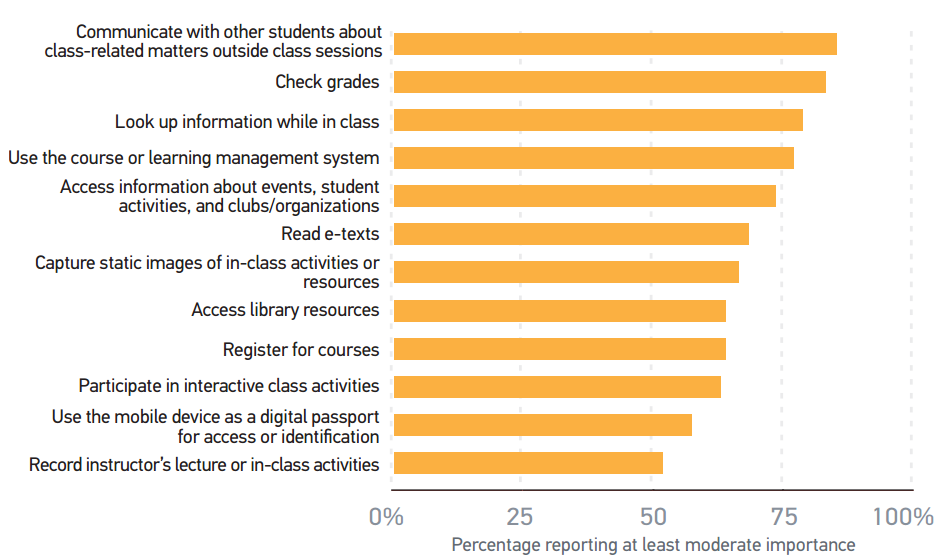 Communicate with other students about
class-related matters outside class sessions
Check grades
Look up information while in class
Use the course or learning management system
Access information about events, student
activities, and clubs/organizations
Read e-texts
Capture static images of in-class activities or
resources
Access library resources
Register for courses
Participate in interactive class activities
Use the mobile device as a digital passport
for access or identification
Record instructor’s lecture or in-class activities
0% 25 50 75 100%
Percentage reporting at least moderate importance